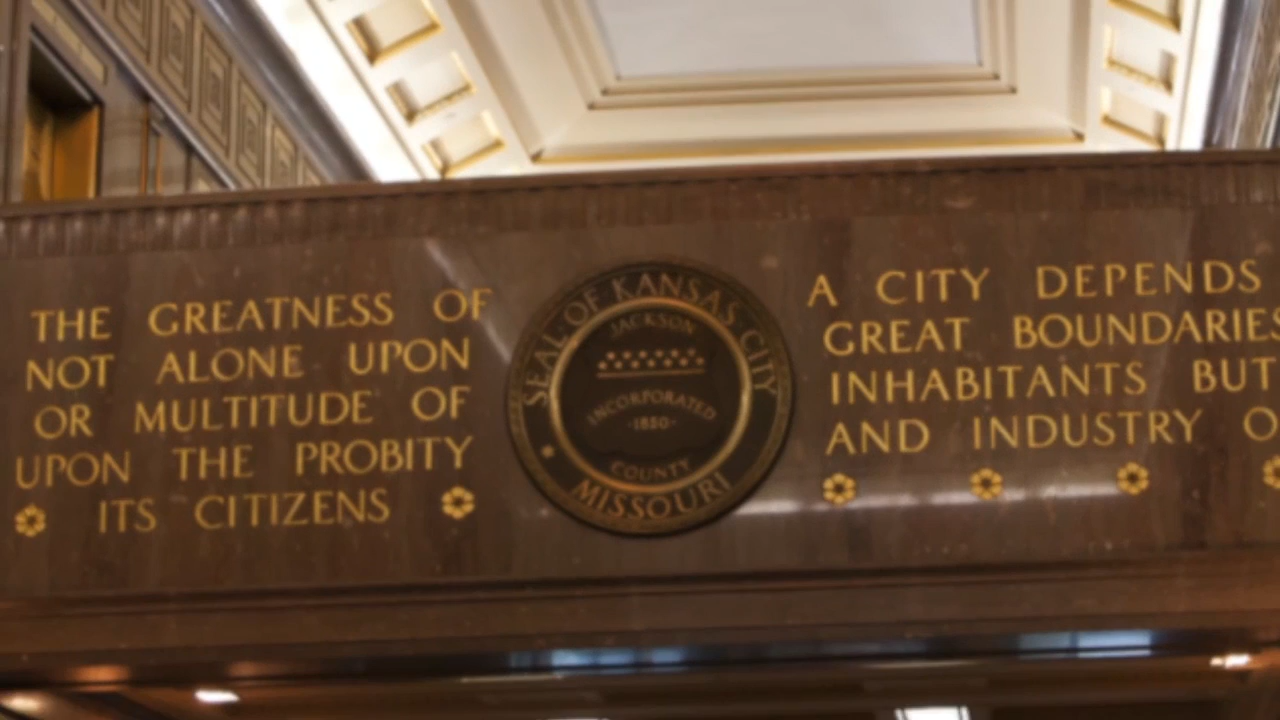 THE GREATNESS OF
NOT ALONE UPON
OR MULTITUDE OF
UPON THE PROBITY
ITS CITIZENS
SEAL OF KANSAS CITY
JACKSON
INCORPORATED
·1850·
COUNTY
MISSOURI
A CITY DEPENDS
GREAT BOUNDARIES
INHABITANTS BUT
AND INDUSTRY O